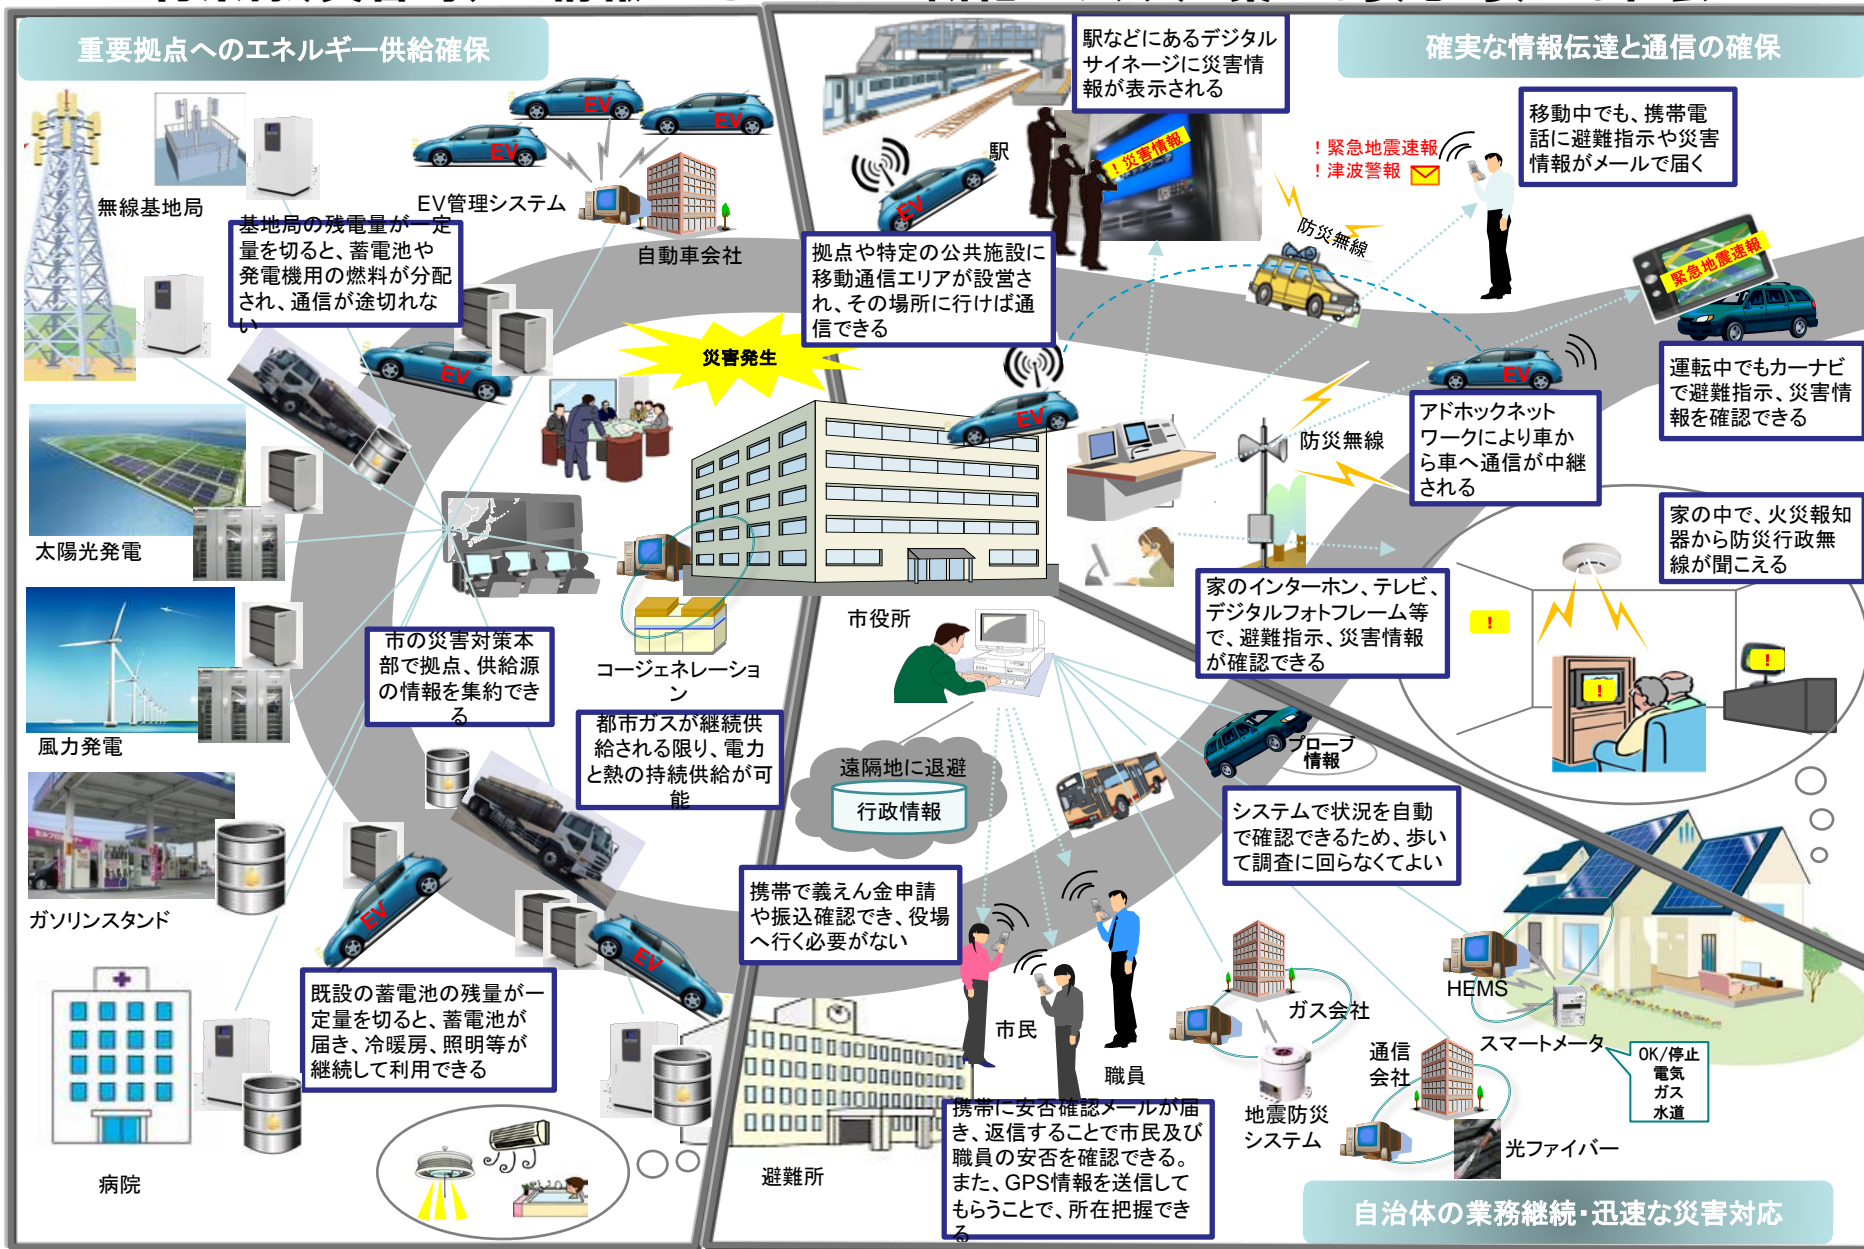 重要拠点へのエネルギー供給確保
無線基地局
基地局の残電量が一定
量を切ると、蓄電池や
発電機用の燃料が分配
され、通信が途切れな
い
EV
EV
EV
EV管理システム
自動車会社
EV
災害発生
太陽光発電
風力発電
ガソリンスタンド
病院
市の災害対策本
部で拠点、供給源
の情報を集約でき
る
コージェネレーショ
ン
都市ガスが継続供
給される限り、電力
と熱の持続供給が可
能
EV
EV
既設の蓄電池の残量が一
定量を切ると、蓄電池が
届き、冷暖房、照明等が
継続して利用できる
確実な情報伝達と通信の確保
駅などにあるデジタル
サイネージに災害情
報が表示される
駅
EV
!災害情報
拠点や特定の公共施設に
移動通信エリアが設営さ
れ、その場所に行けば通
信できる
!緊急地震速報
!津波警報
移動中でも、携帯電
話に避難指示や災害
情報がメールで届く
防災無線
緊急地震速報
運転中でもカーナビ
で避難指示、災害情
報を確認できる
EV
アドホックネット
ワークにより車か
ら車へ通信が中継
される
EV
防災無線
家の中で、火災報知
器から防災行政無
線が聞こえる
家のインターホン、テレビ、
デジタルフォトフレーム等
で、避難指示、災害情報
が確認できる
!
!
!
市役所
遠隔地に退避
行政情報
プローブ
情報
システムで状況を自動
で確認できるため、歩い
て調査に回らなくてよい
携帯で義えん金申請
や振込確認でき、役場
へ行く必要がない
市民
職員
避難所
携帯に安否確認メールが届
き、返信することで市民及び
職員の安否を確認できる。
また、GPS情報を送信して
もらうことで、所在把握でき
る
ガス会社
地震防災
システム
通信
会社
光ファイバー
HEMS
スマートメータ
OK/停止
電気
ガス
水道
自治体の業務継続・迅速な災害対応